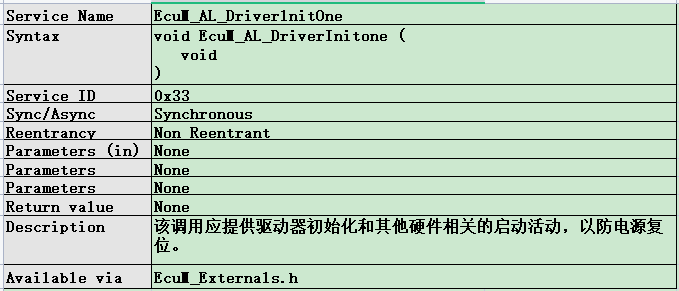 Service Name EcuM_AL_DriverInitOne
Syntax void EcuM_AL_DriverInitone (
void
)
Service ID 0x33
Sync/Async Synchronous
Reentrancy Non Reentrant
Parameters (in) None
Parameters None
Parameters None
Return value None
Description 该调用应提供驱动器初始化和其他硬件相关的启动活动，以防电源复
位。
Available via EcuM_Externals.h